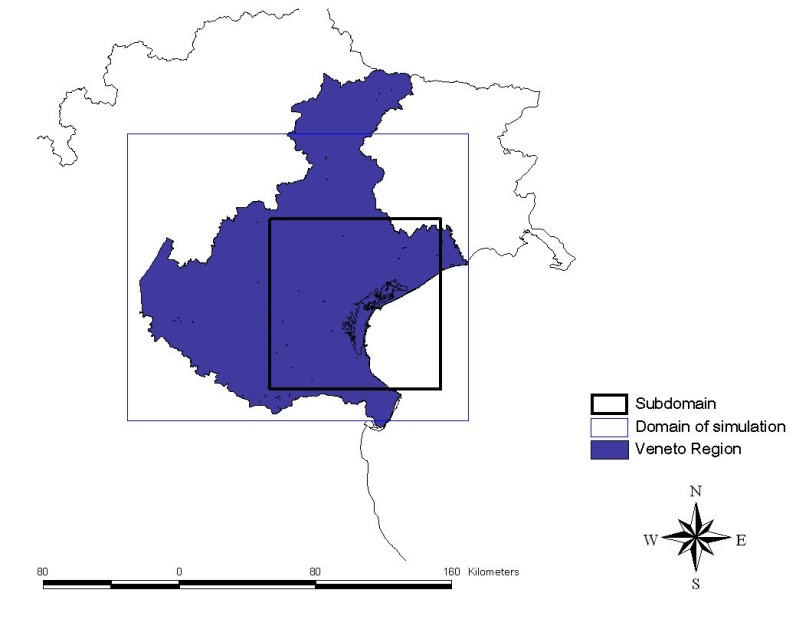 Subdomain
Domain of simulation
Veneto Region
N
W E
S
80 0 80 160 Kilometers